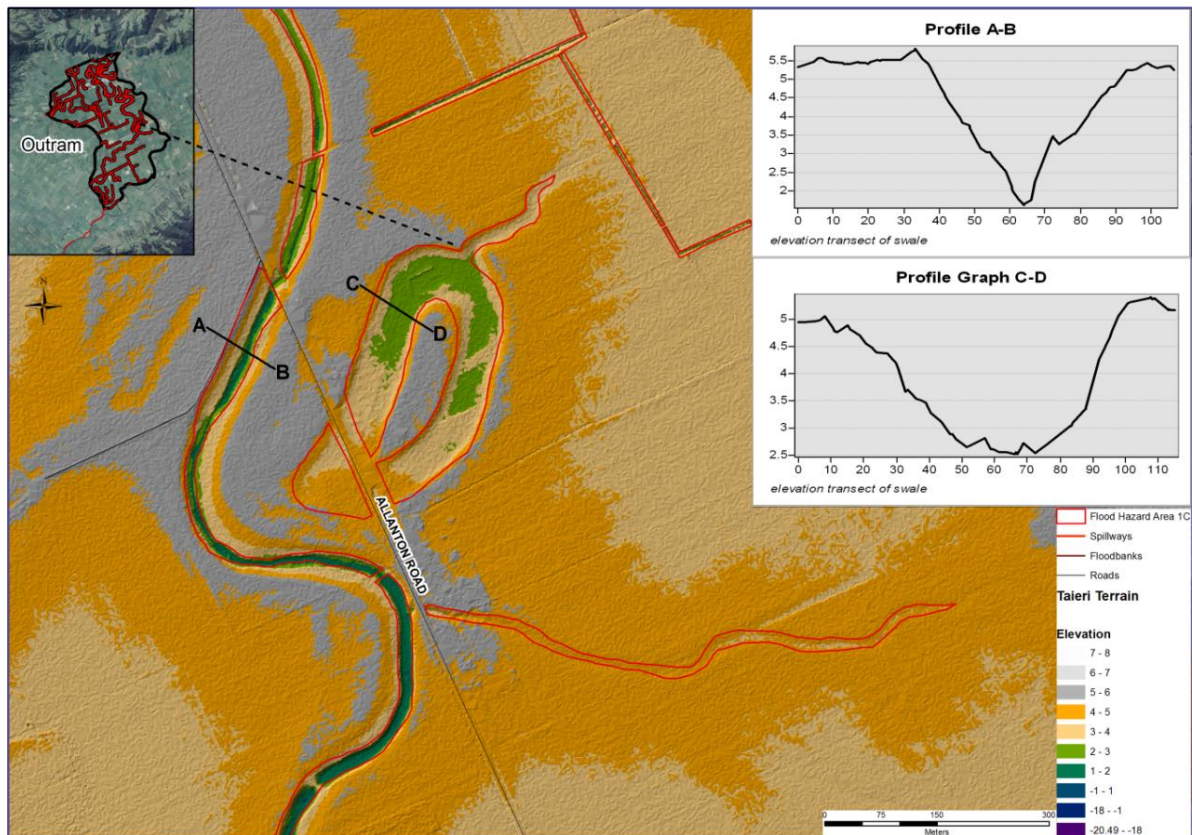 Outram
Z
Profile A-B
5.5
5
4.5
4
3.5
3
2.5
2
0 10 20 30 40 50 60 70 80 90 100
elevation transect of swale
Profile Graph C-D
5
4.5
4
3.5
3
2.5
0 10 20 30 40 50 60 70 80 90 100 110
elevation transect of swale
A
B
C
D
ALLANTON ROAD
Flood Hazard Area 1C
Spillways
Floodbanks
Roads
Taieri Terrain
Elevation
7 - 8
6 - 7
5 - 6
4 - 5
3 - 4
2 - 3
1 - 2
-1 - 1
-18 - -1
-20.49 - -18
0 75 150 300
Meters